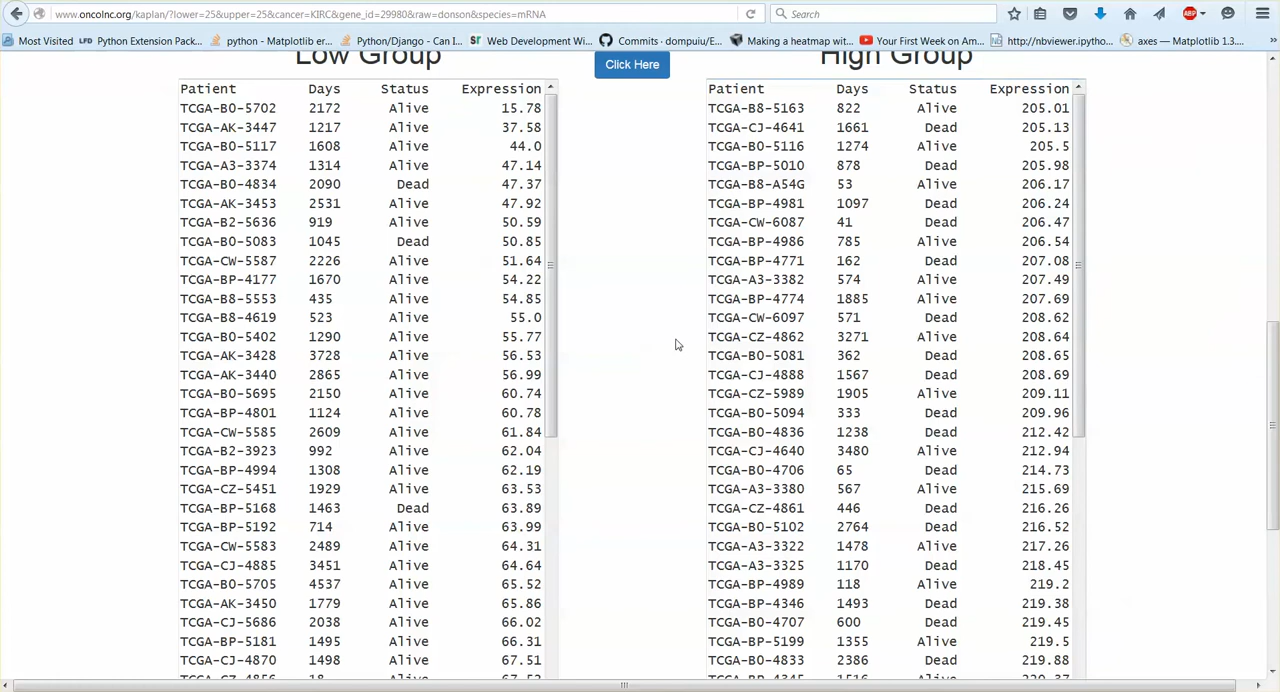 www.oncolnc.org/kaplan/?lower=25&upper=25&cancer=KIRC&gene_id=29980&raw=donson&species=mRNA
Search
ABP
Most Visited
LFD Python Extension Pack...
python - Matplotlib er...
Python/Django - On I...
St Web Development Wi...
Commits · dompuiu/E...
Making a heatmap wit...
Your First Week on Am...
Nb http://nbviewer.ipytho...
axes — Matplotlib 1.3....
Low Group
Click Here
High Group
Patient Days Status Expression
TCGA-B0-5702 2172 Alive 15.78
TCGA-AK-3447 1217 Alive 37.58
TCGA-B0-5117 1608 Alive 44.0
TCGA-A3-3374 1314 Alive 47.14
TCGA-B0-4834 2090 Dead 47.37
TCGA-AK-3453 2531 Alive 47.92
TCGA-B2-5636 919 Alive 50.59
TCGA-B0-5083 1045 Dead 50.85
TCGA-CW-5587 2226 Alive 51.64
TCGA-BP-4177 1670 Alive 54.22
TCGA-B8-5553 435 Alive 54.85
TCGA-B8-4619 523 Alive 55.0
TCGA-B0-5402 1290 Alive 55.77
TCGA-AK-3428 3728 Alive 56.53
TCGA-AK-3440 2865 Alive 56.99
TCGA-B0-5695 2150 Alive 60.74
TCGA-BP-4801 1124 Alive 60.78
TCGA-CW-5585 2609 Alive 61.84
TCGA-B2-3923 992 Alive 62.04
TCGA-BP-4994 1308 Alive 62.19
TCGA-CZ-5451 1929 Alive 63.53
TCGA-BP-5168 1463 Dead 63.89
TCGA-BP-5192 714 Alive 63.99
TCGA-CW-5583 2489 Alive 64.31
TCGA-CJ-4885 3451 Alive 64.64
TCGA-B0-5705 4537 Alive 65.52
TCGA-AK-3450 1779 Alive 65.86
TCGA-CJ-5686 2038 Alive 66.02
TCGA-BP-5181 1495 Alive 66.31
TCGA-CJ-4870 1498 Alive 67.51
TCGA-CZ-4856 18 Alive 67.52
Patient Days Status Expression
TCGA-B8-5163 822 Alive 205.01
TCGA-CJ-4641 1661 Dead 205.13
TCGA-B0-5116 1274 Alive 205.5
TCGA-BP-5010 878 Dead 205.98
TCGA-B8-A54G 53 Alive 206.17
TCGA-BP-4981 1097 Alive 206.24
TCGA-CW-6087 41 Dead 206.47
TCGA-BP-4986 785 Alive 206.54
TCGA-BP-4771 162 Dead 207.08
TCGA-A3-3382 574 Alive 207.49
TCGA-BP-4774 1885 Alive 207.69
TCGA-CW-6097 571 Dead 208.62
TCGA-CZ-4862 3271 Alive 208.64
TCGA-B0-5081 362 Dead 208.65
TCGA-CJ-4888 1567 Dead 208.69
TCGA-CZ-5989 1905 Alive 209.11
TCGA-B0-5094 333 Dead 209.96
TCGA-B0-4836 1238 Dead 212.42
TCGA-CJ-4640 3480 Alive 212.94
TCGA-B0-4706 65 Dead 214.73
TCGA-A3-3380 567 Alive 215.69
TCGA-CZ-4861 446 Dead 216.26
TCGA-B0-5102 2764 Dead 216.52
TCGA-A3-3322 1478 Alive 217.26
TCGA-A3-3325 1170 Alive 218.45
TCGA-BP-4989 118 Alive 219.2
TCGA-BP-4346 1493 Dead 219.38
TCGA-B0-4707 600 Dead 219.45
TCGA-BP-5199 1355 Alive 219.5
TCGA-B0-4833 2386 Dead 219.88
TCGA-BP-4345 1516 Alive 220.37